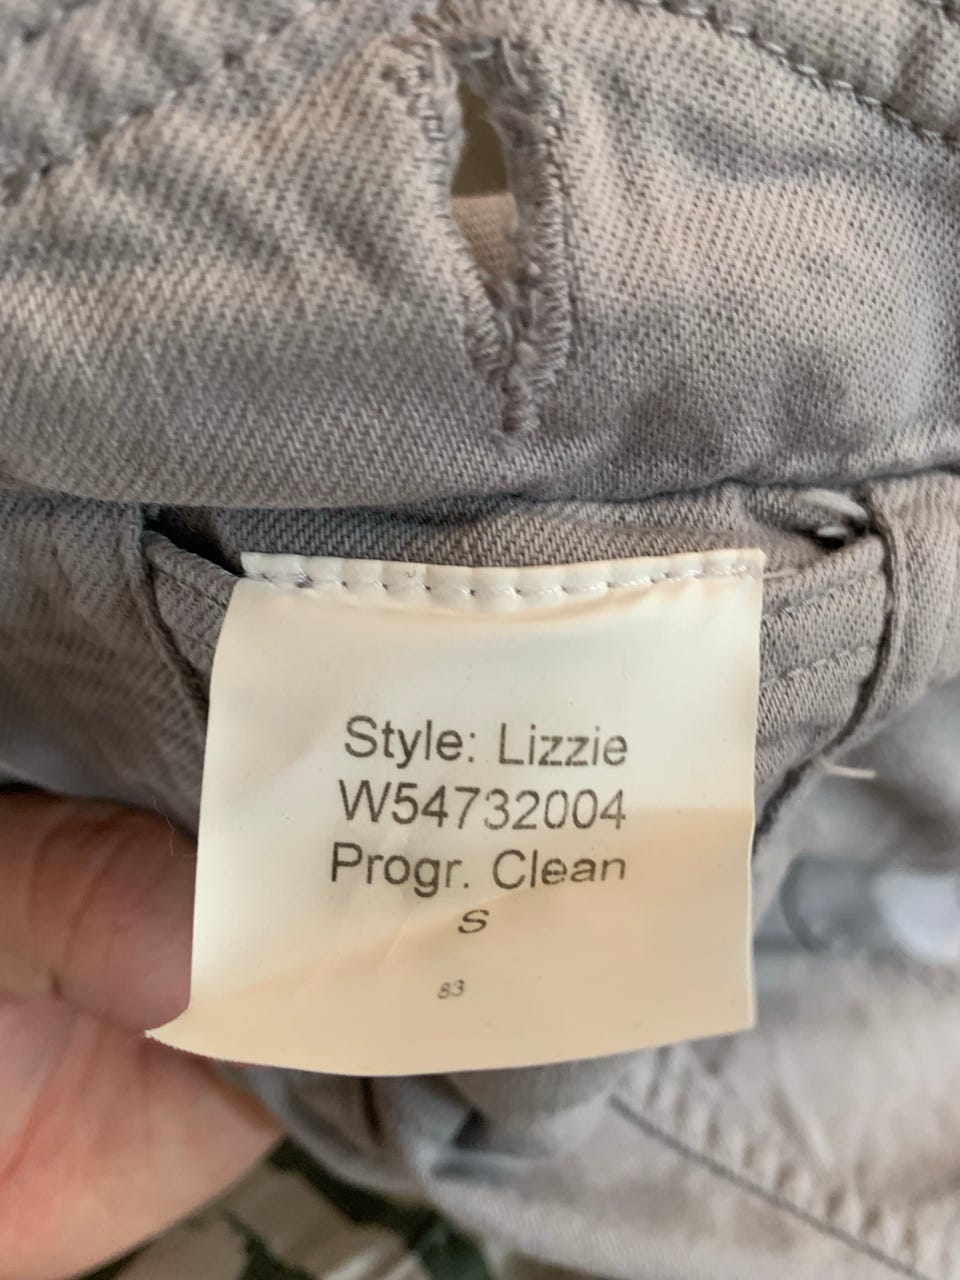 Style: Lizzie
W54732004
Progr. Clean
S
83